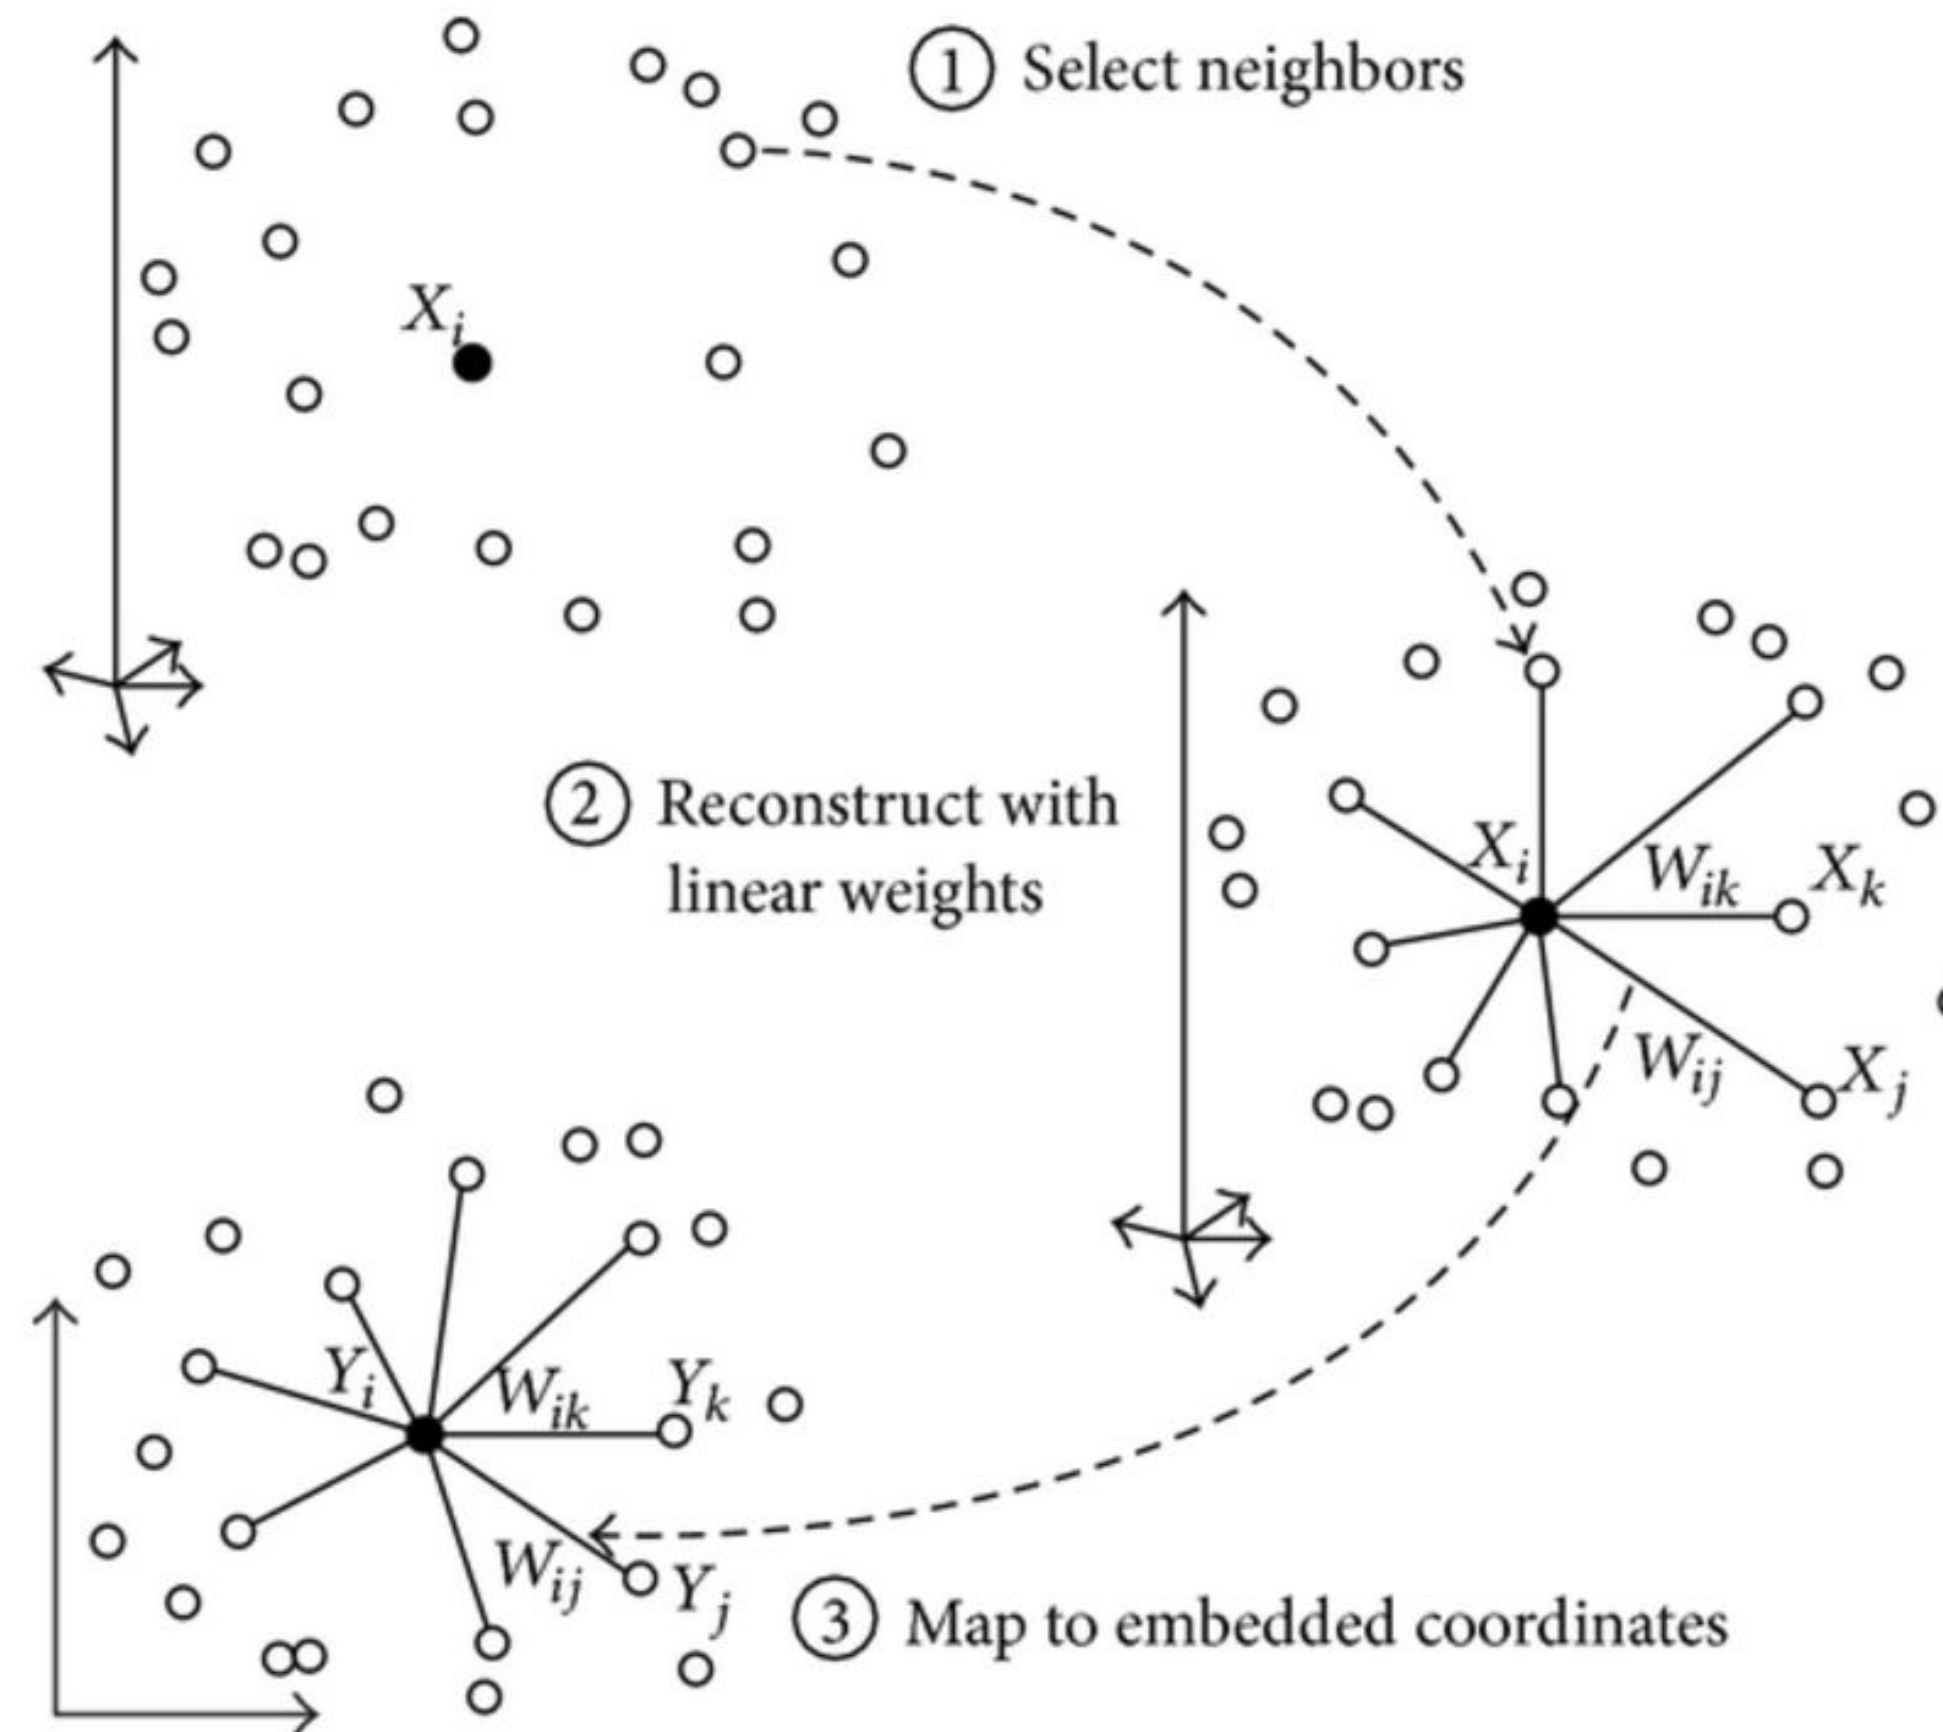 ① Select neighbors
X_i
② Reconstruct with
linear weights
X_i
W_ik
X_k
W_ij
X_j
Y_i
W_ik
Y_k
W_ij
Y_j
③ Map to embedded coordinates